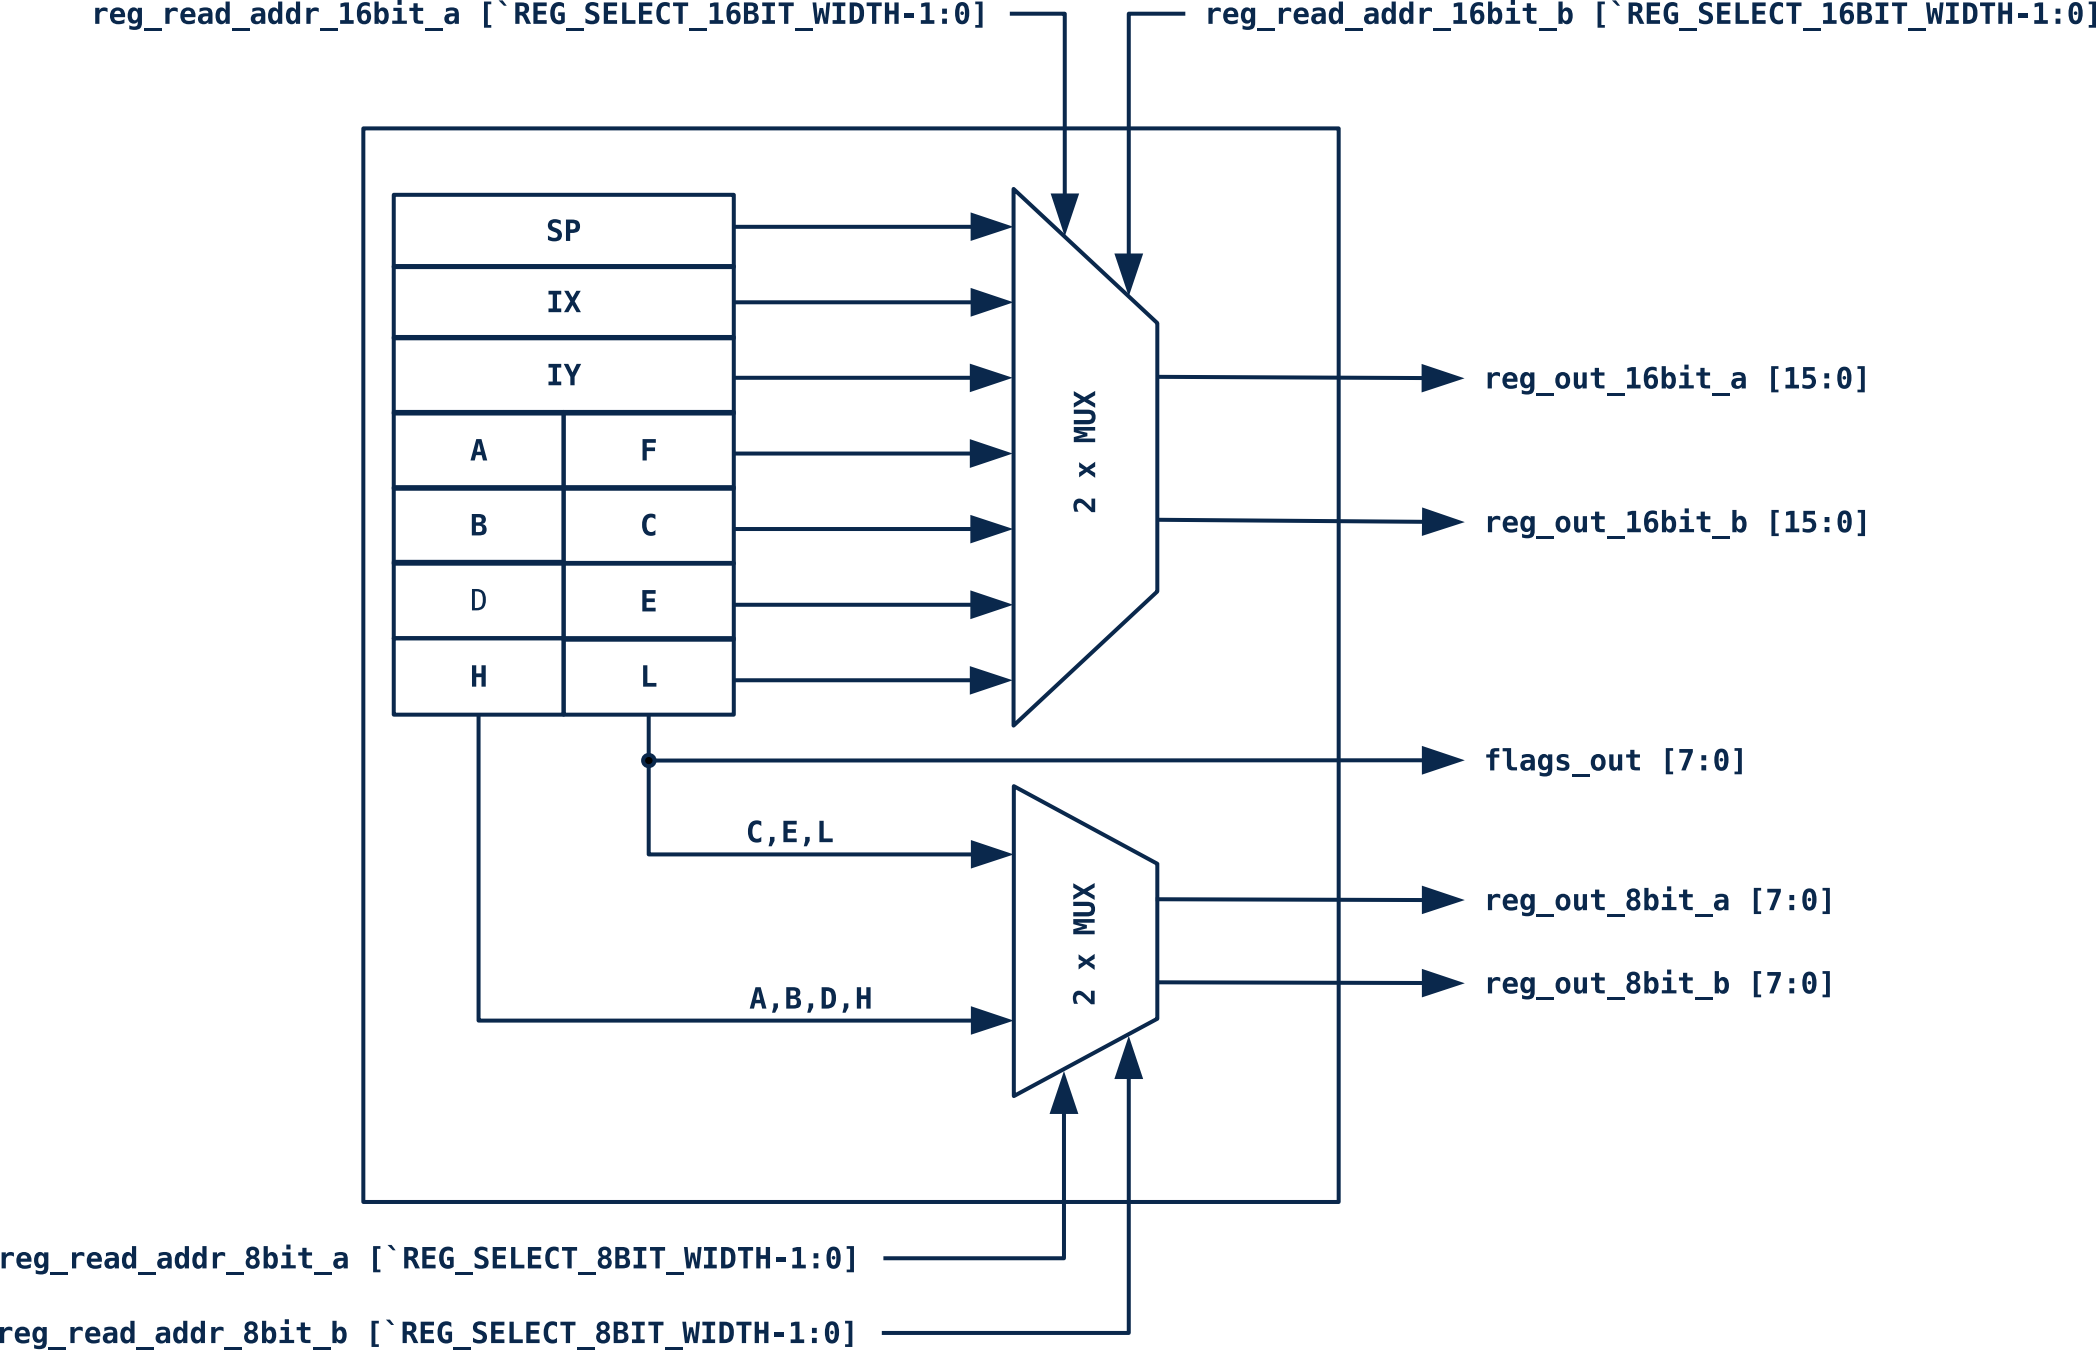 reg_read_addr_16bit_a [`REG_SELECT_16BIT_WIDTH-1:0]
reg_read_addr_16bit_b [`REG_SELECT_16BIT_WIDTH-1:0]
SP
IX
IY
A F
B C
D E
H L
2 x MUX
reg_out_16bit_a [15:0]
reg_out_16bit_b [15:0]
flags_out [7:0]
C,E,L
A,B,D,H
2 x MUX
reg_out_8bit_a [7:0]
reg_out_8bit_b [7:0]
reg_read_addr_8bit_a [`REG_SELECT_8BIT_WIDTH-1:0]
reg_read_addr_8bit_b [`REG_SELECT_8BIT_WIDTH-1:0]